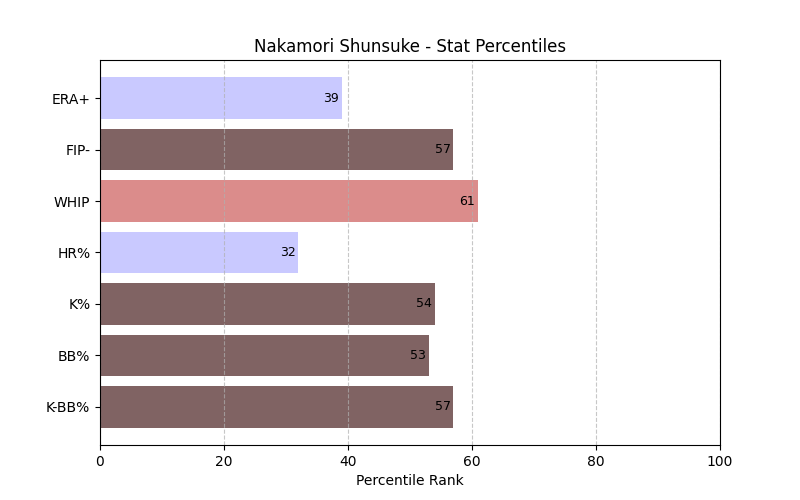 Nakamori Shunsuke - Stat Percentiles
ERA+ 39
FIP- 57
WHIP 61
HR% 32
K% 54
BB% 53
K-BB% 57
0 20 40 60 80 100
Percentile Rank